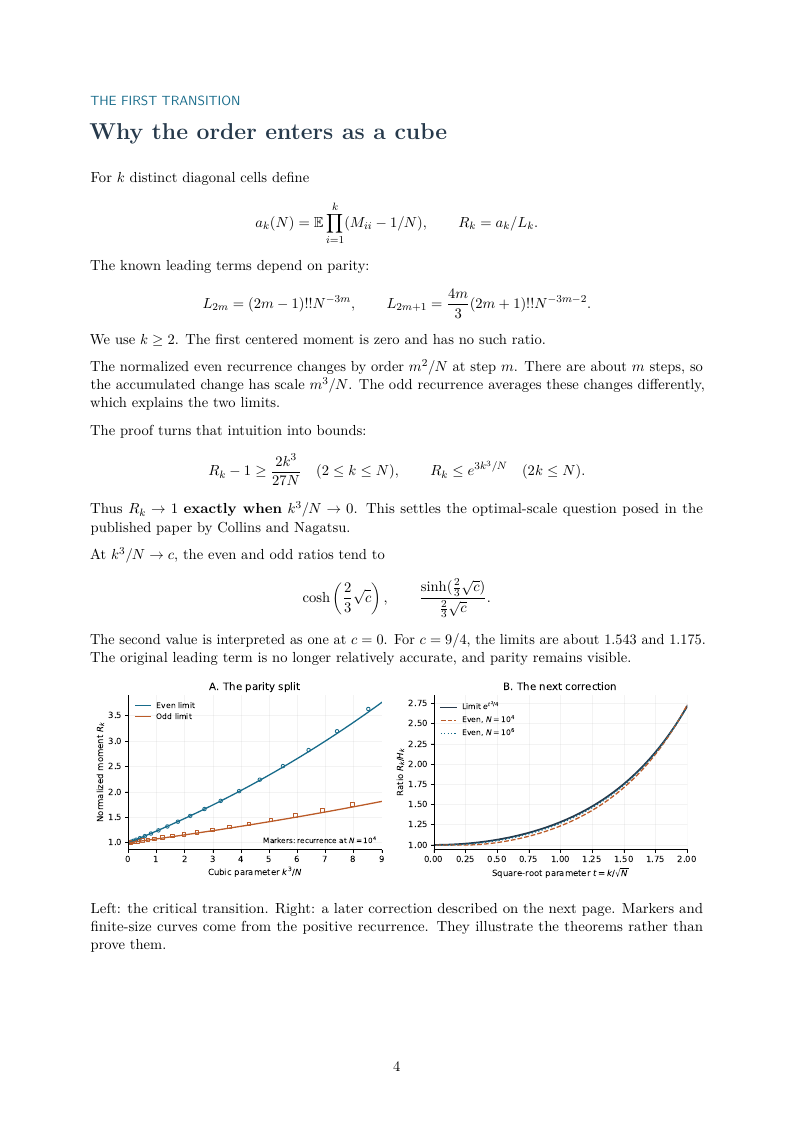 THE FIRST TRANSITION
Why the order enters as a cube
For k distinct diagonal cells define
a_k(N) = 𝔼 ∏_{i=1}^{k} (M_{ii} − 1/N),    R_k = a_k/L_k.
The known leading terms depend on parity:
L_{2m} = (2m − 1)!!N^{−3m},    L_{2m+1} = \frac{4m}{3}(2m + 1)!!N^{−3m−2}.
We use k ≥ 2. The first centered moment is zero and has no such ratio.
The normalized even recurrence changes by order m²/N at step m. There are about m steps, so
the accumulated change has scale m³/N. The odd recurrence averages these changes differently,
which explains the two limits.
The proof turns that intuition into bounds:
R_k − 1 ≥ \frac{2k³}{27N}   (2 ≤ k ≤ N),    R_k ≤ e^{3k³/N}   (2k ≤ N).
Thus R_k → 1 exactly when k³/N → 0. This settles the optimal-scale question posed in the
published paper by Collins and Nagatsu.
At k³/N → c, the even and odd ratios tend to
cosh(\frac{2}{3}√c),    \frac{sinh(\frac{2}{3}√c)}{\frac{2}{3}√c}.
The second value is interpreted as one at c = 0. For c = 9/4, the limits are about 1.543 and 1.175.
The original leading term is no longer relatively accurate, and parity remains visible.
A. The parity split
Even limit
Odd limit
Normalized moment R_k
3.5
3.0
2.5
2.0
1.5
1.0
Markers: recurrence at N = 10⁴
0 1 2 3 4 5 6 7 8 9
Cubic parameter k³/N
B. The next correction
Limit e^{t³/4}
Even, N = 10⁴
Even, N = 10⁶
Ratio R_k/H_k
2.75
2.50
2.25
2.00
1.75
1.50
1.25
1.00
0.00 0.25 0.50 0.75 1.00 1.25 1.50 1.75 2.00
Square-root parameter t = k/√N
Left: the critical transition. Right: a later correction described on the next page. Markers and
finite-size curves come from the positive recurrence. They illustrate the theorems rather than
prove them.
4